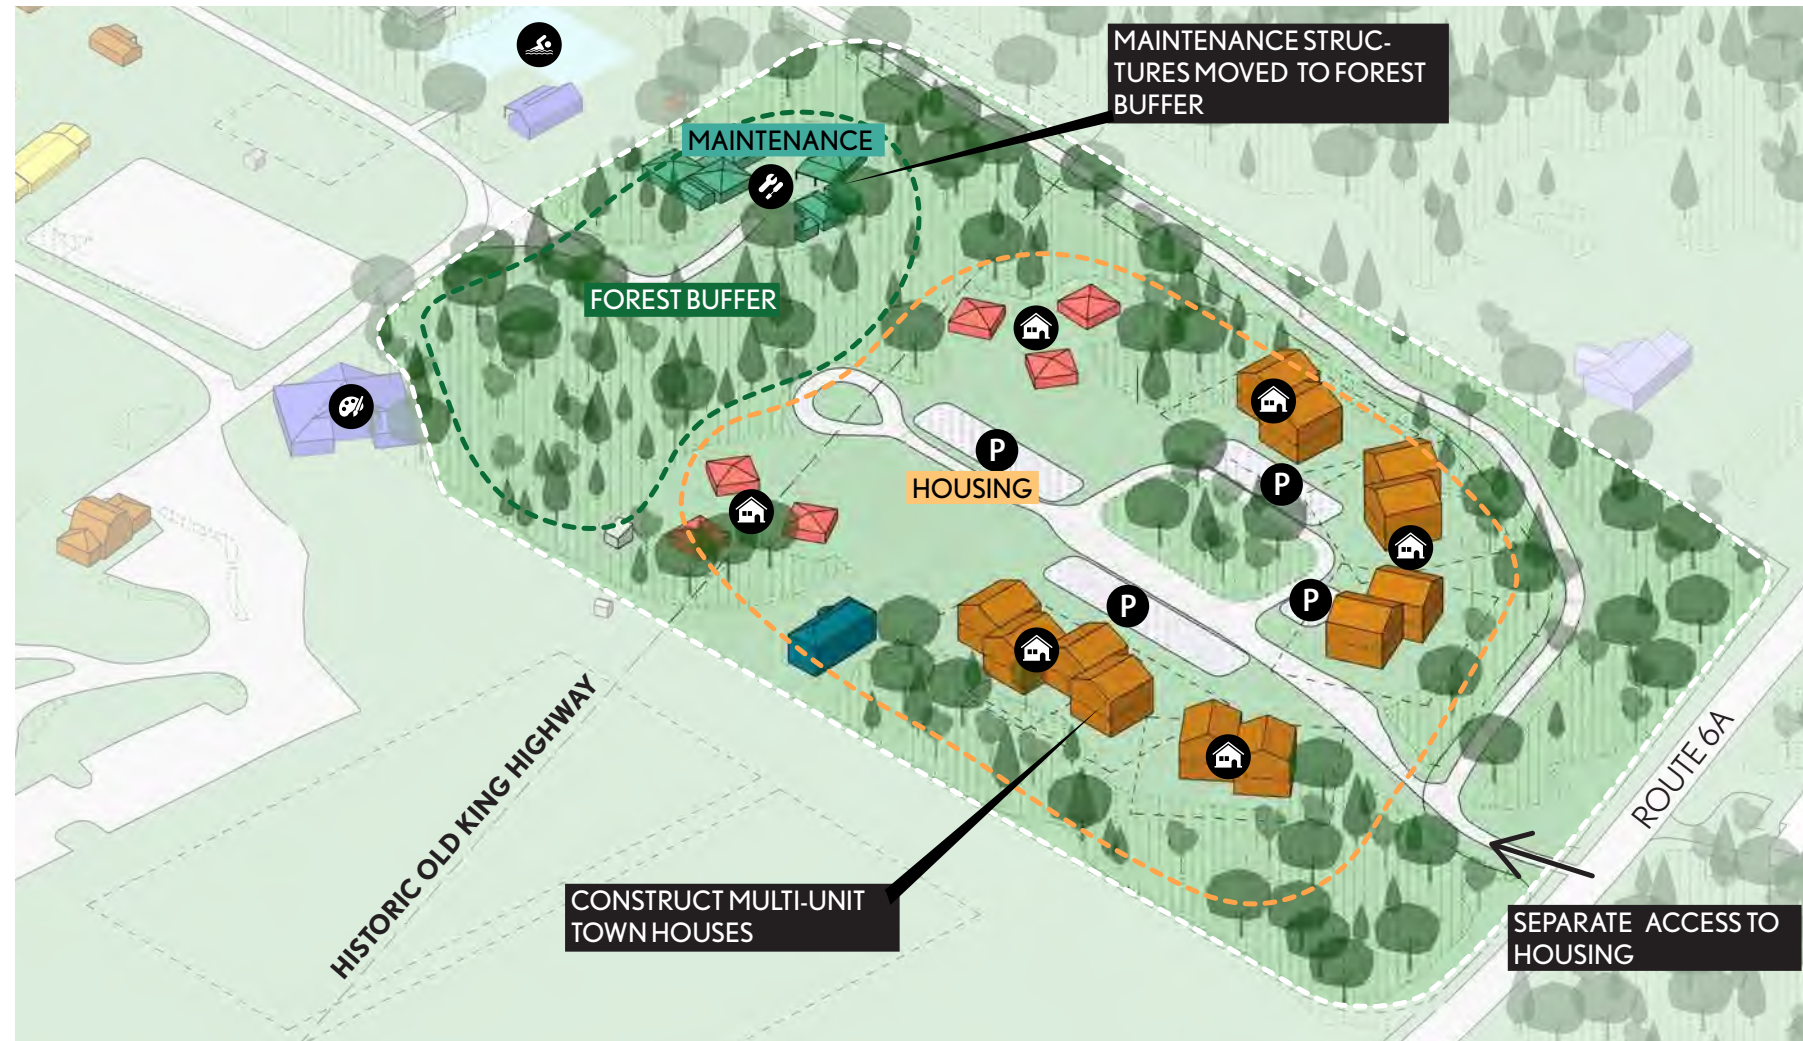 MAINTENANCE STRUC-
TURES MOVED TO FOREST
BUFFER
MAINTENANCE
FOREST BUFFER
P
HOUSING
P
P
P
HISTORIC OLD KING HIGHWAY
ROUTE 6A
CONSTRUCT MULTI-UNIT
TOWN HOUSES
SEPARATE ACCESS TO
HOUSING